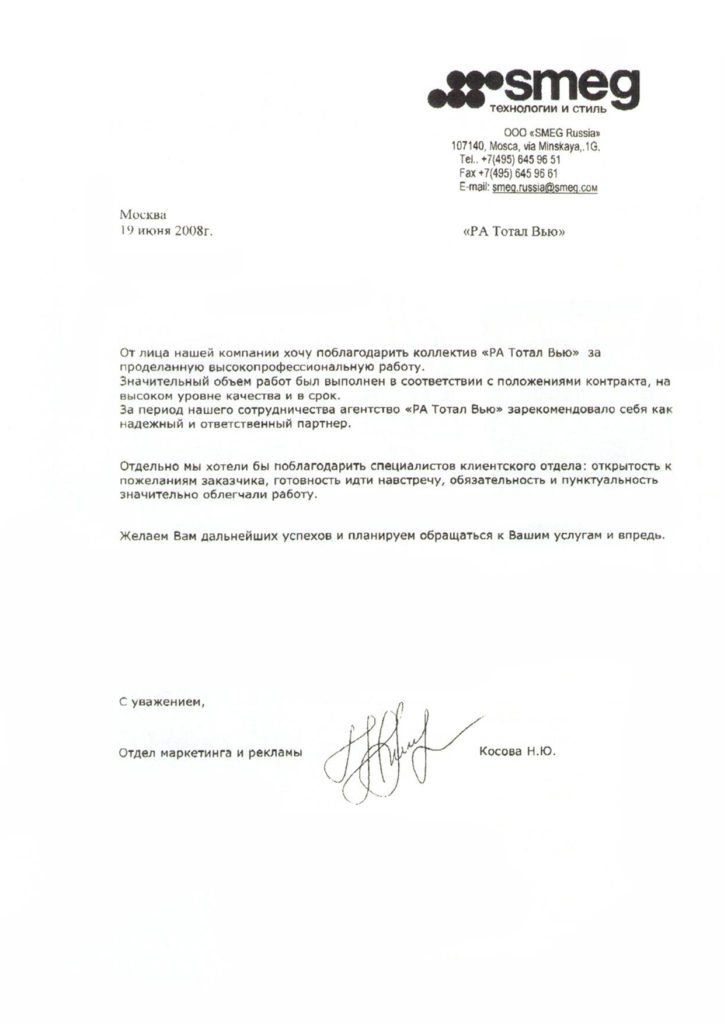 smeg
технологии и стиль
ООО «SMEG Russia»
107140, Mosca, via Minskaya,.1G.
Tel.. +7(495) 645 96 51
Fax +7(495) 645 96 61
E-mail: smeg.russia@smeg.com
Москва
19 июня 2008г.
«РА Тотал Вью»
От лица нашей компании хочу поблагодарить коллектив «РА Тотал Вью» за
проделанную высокопрофессиональную работу.
Значительный объем работ был выполнен в соответствии с положениями контракта, на
высоком уровне качества и в срок.
За период нашего сотрудничества агентство «РА Тотал Вью» зарекомендовало себя как
надежный и ответственный партнер.
Отдельно мы хотели бы поблагодарить специалистов клиентского отдела: открытость к
пожеланиям заказчика, готовность идти навстречу, обязательность и пунктуальность
значительно облегчали работу.
Желаем Вам дальнейших успехов и планируем обращаться к Вашим услугам и впредь.
С уважением,
Отдел маркетинга и рекламы
Косова Н.Ю.